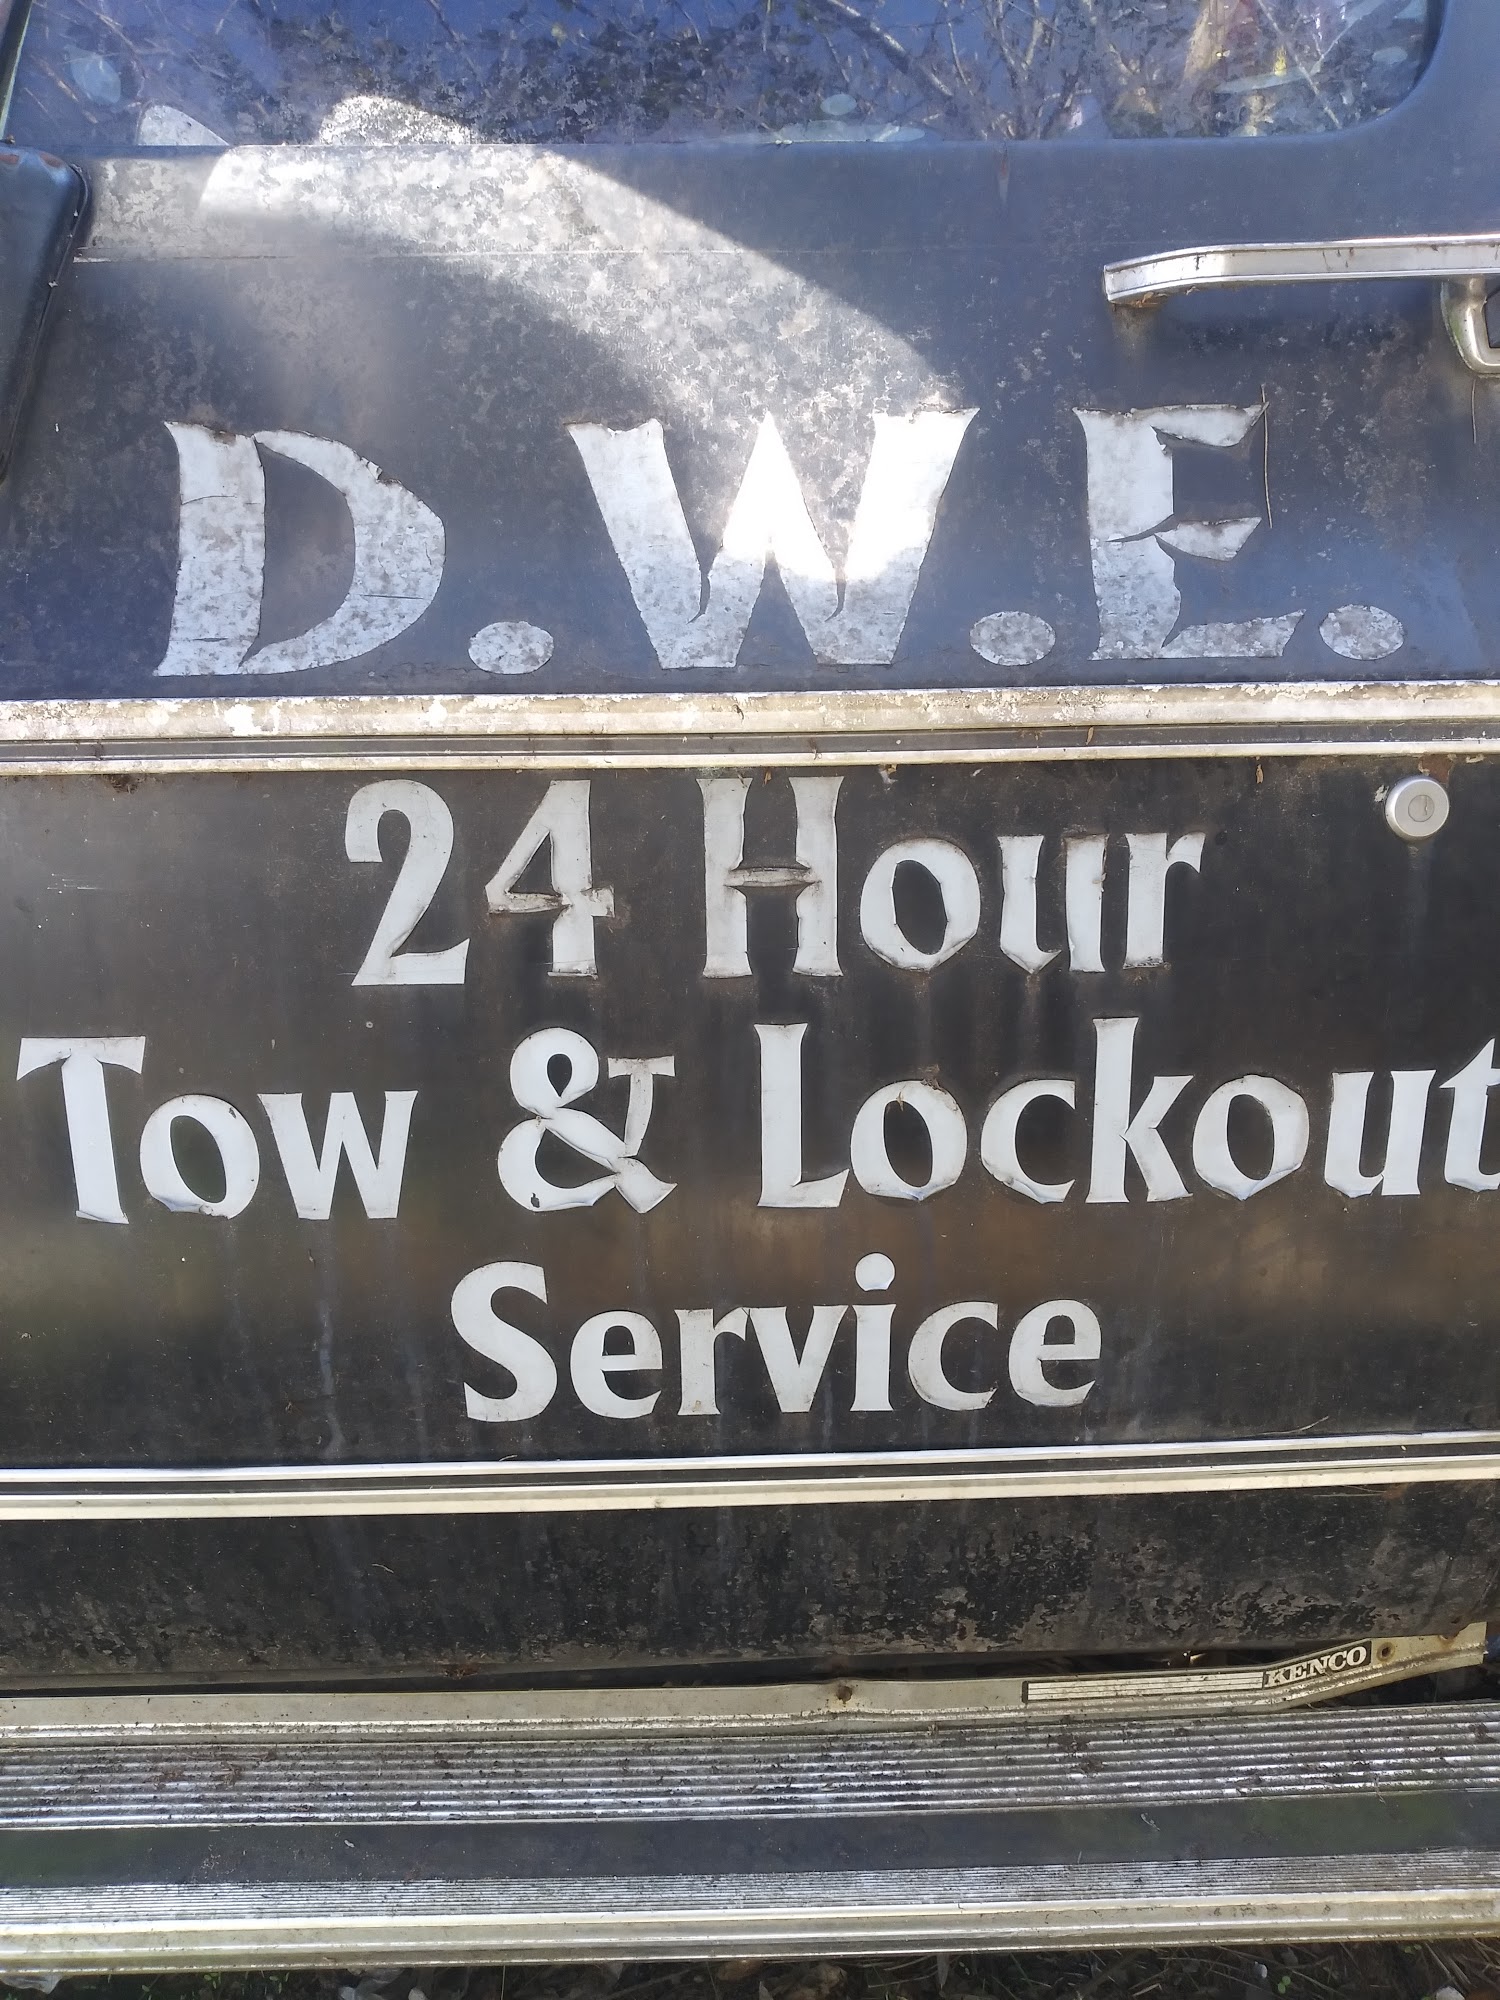 D.W.E.
24 Hour
Tow & Lockout
Service
KENCO